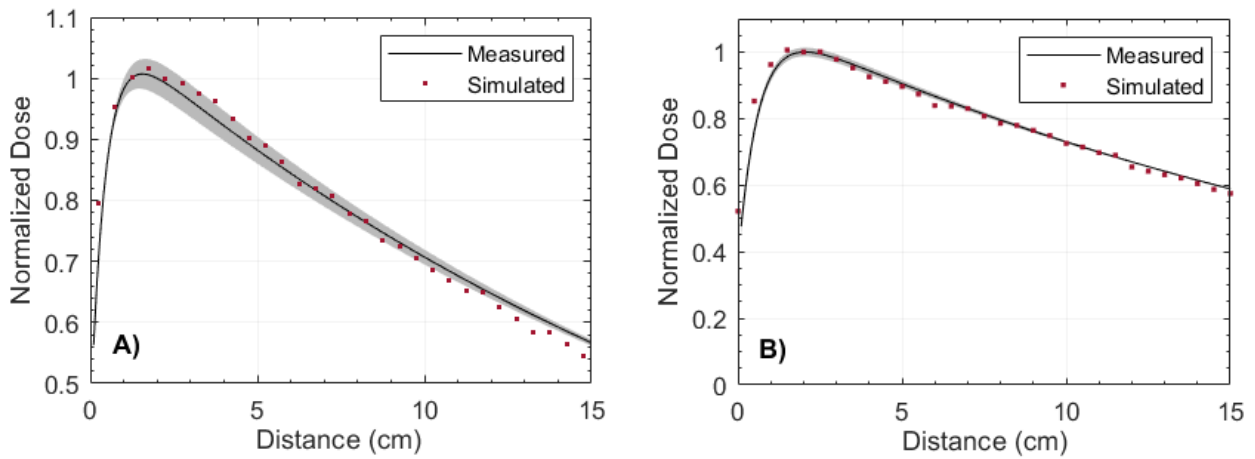 1.1
1
0.9
0.8
0.7
0.6
0.5
Normalized Dose
Measured
Simulated
A)
0 5 10 15
Distance (cm)
1
0.8
0.6
0.4
0.2
0
Normalized Dose
Measured
Simulated
B)
0 5 10 15
Distance (cm)